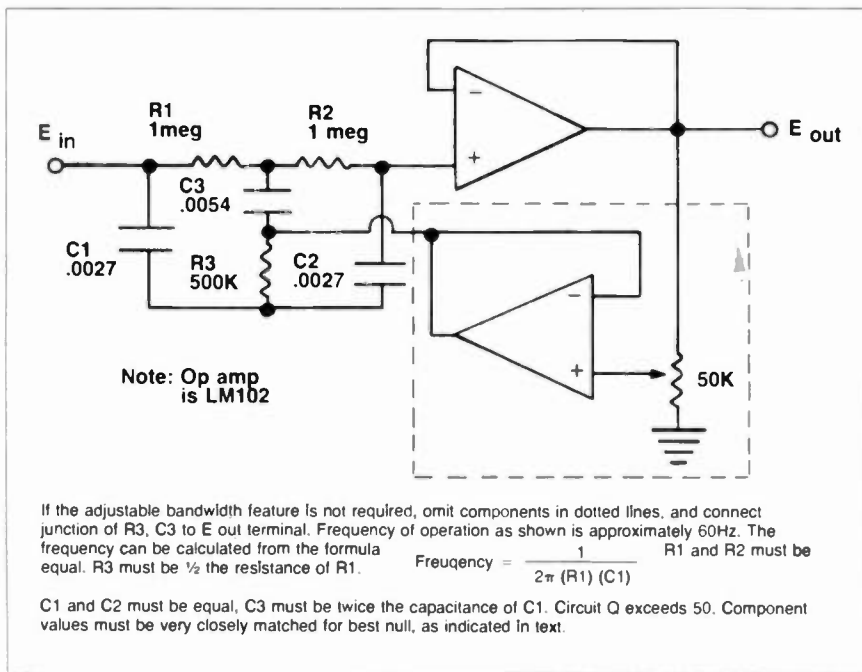 R1
1meg
R2
1 meg
E in
E out
−
+
C3
.0054
C1
.0027
R3
500K
C2
.0027
−
+
50K
Note: Op amp
is LM102
If the adjustable bandwidth feature is not required, omit components in dotted lines, and connect
junction of R3, C3 to E out terminal. Frequency of operation as shown is approximately 60Hz. The
frequency can be calculated from the formula Freuqency = 1 / 2π (R1) (C1) R1 and R2 must be
equal. R3 must be ½ the resistance of R1.
C1 and C2 must be equal, C3 must be twice the capacitance of C1. Circuit Q exceeds 50. Component
values must be very closely matched for best null, as indicated in text.